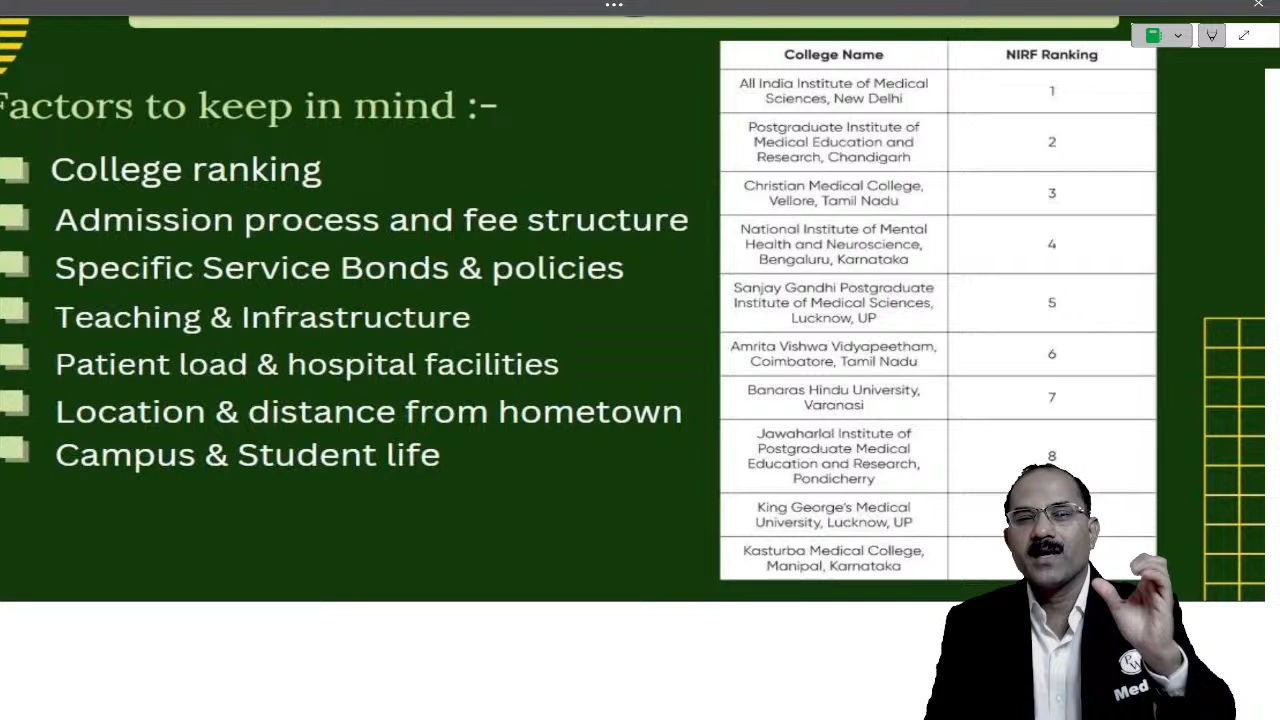 Factors to keep in mind :-
College ranking
Admission process and fee structure
Specific Service Bonds & policies
Teaching & Infrastructure
Patient load & hospital facilities
Location & distance from hometown
Campus & Student life
College Name NIRF Ranking
All India Institute of Medical
Sciences, New Delhi
1
Postgraduate Institute of
Medical Education and
Research, Chandigarh
2
Christian Medical College,
Vellore, Tamil Nadu
3
National Institute of Mental
Health and Neuroscience,
Bengaluru, Karnataka
4
Sanjay Gandhi Postgraduate
Institute of Medical Sciences,
Lucknow, UP
5
Amrita Vishwa Vidyapeetham,
Coimbatore, Tamil Nadu
6
Banaras Hindu University,
Varanasi
7
Jawaharlal Institute of
Postgraduate Medical
Education and Research,
Pondicherry
8
King George's Medical
University, Lucknow, UP
Kasturba Medical College,
Manipal, Karnataka
PW
Med